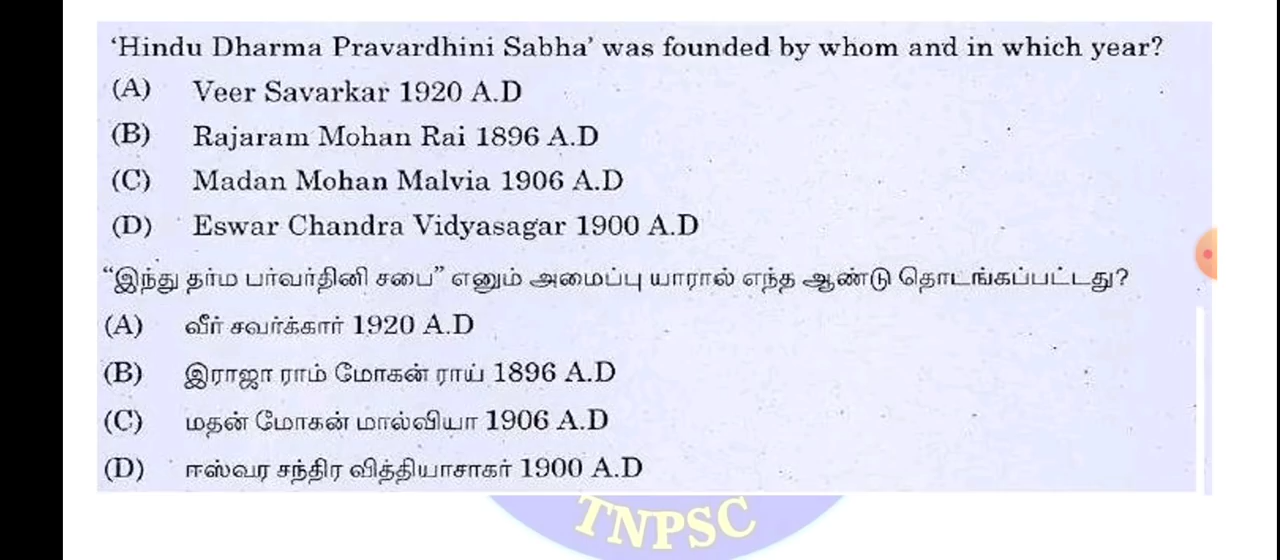 ‘Hindu Dharma Pravardhini Sabha’ was founded by whom and in which year?
(A) Veer Savarkar 1920 A.D
(B) Rajaram Mohan Rai 1896 A.D
(C) Madan Mohan Malvia 1906 A.D
(D) Eswar Chandra Vidyasagar 1900 A.D
“இந்து தர்ம பர்வர்தினி சபை” எனும் அமைப்பு யாரால் எந்த ஆண்டு தொடங்கப்பட்டது?
(A) வீர் சவர்க்கார் 1920 A.D
(B) இராஜா ராம் மோகன் ராய் 1896 A.D
(C) மதன் மோகன் மால்வியா 1906 A.D
(D) ஈஸ்வர சந்திர வித்தியாசாகர் 1900 A.D
TNPSC